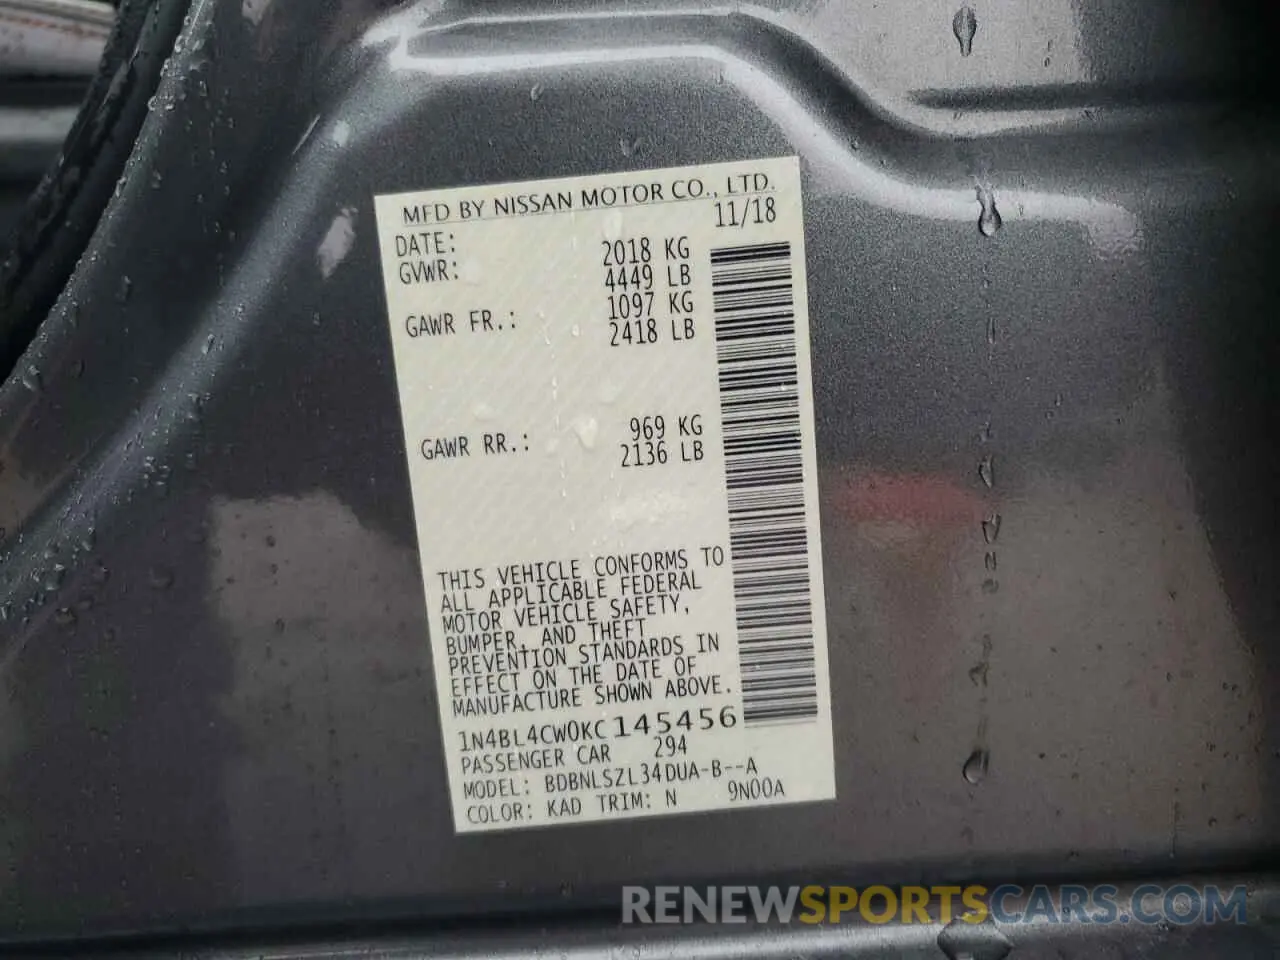 MFD BY NISSAN MOTOR CO., LTD.
DATE: 11/18
GVWR: 2018 KG
4449 LB
GAWR FR.: 1097 KG
2418 LB
GAWR RR.: 969 KG
2136 LB
THIS VEHICLE CONFORMS TO
ALL APPLICABLE FEDERAL
MOTOR VEHICLE SAFETY,
BUMPER, AND THEFT
PREVENTION STANDARDS IN
EFFECT ON THE DATE OF
MANUFACTURE SHOWN ABOVE.
1N4BL4CW0KC145456
PASSENGER CAR 294
MODEL: BDBNLSZL34DUA-B--A
COLOR: KAD TRIM: N 9N00A
RENEWSPORTSCARS.COM